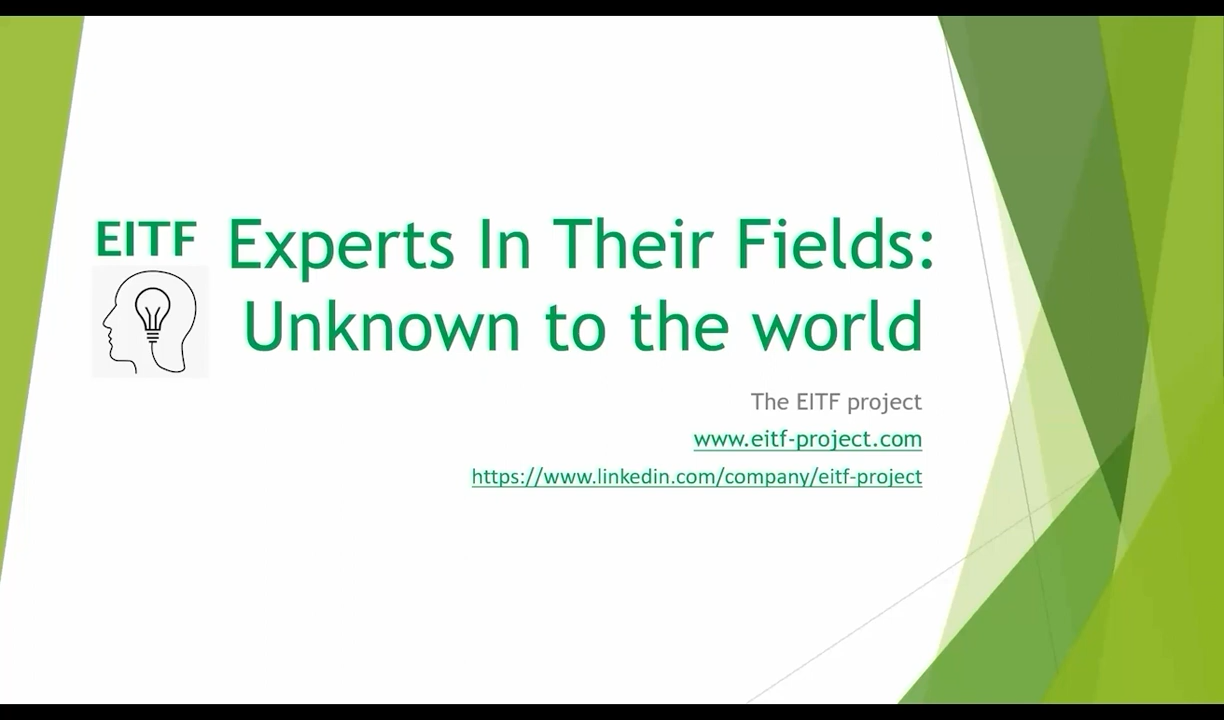 EITF
Experts In Their Fields:
Unknown to the world
The EITF project
www.eitf-project.com
https://www.linkedin.com/company/eitf-project